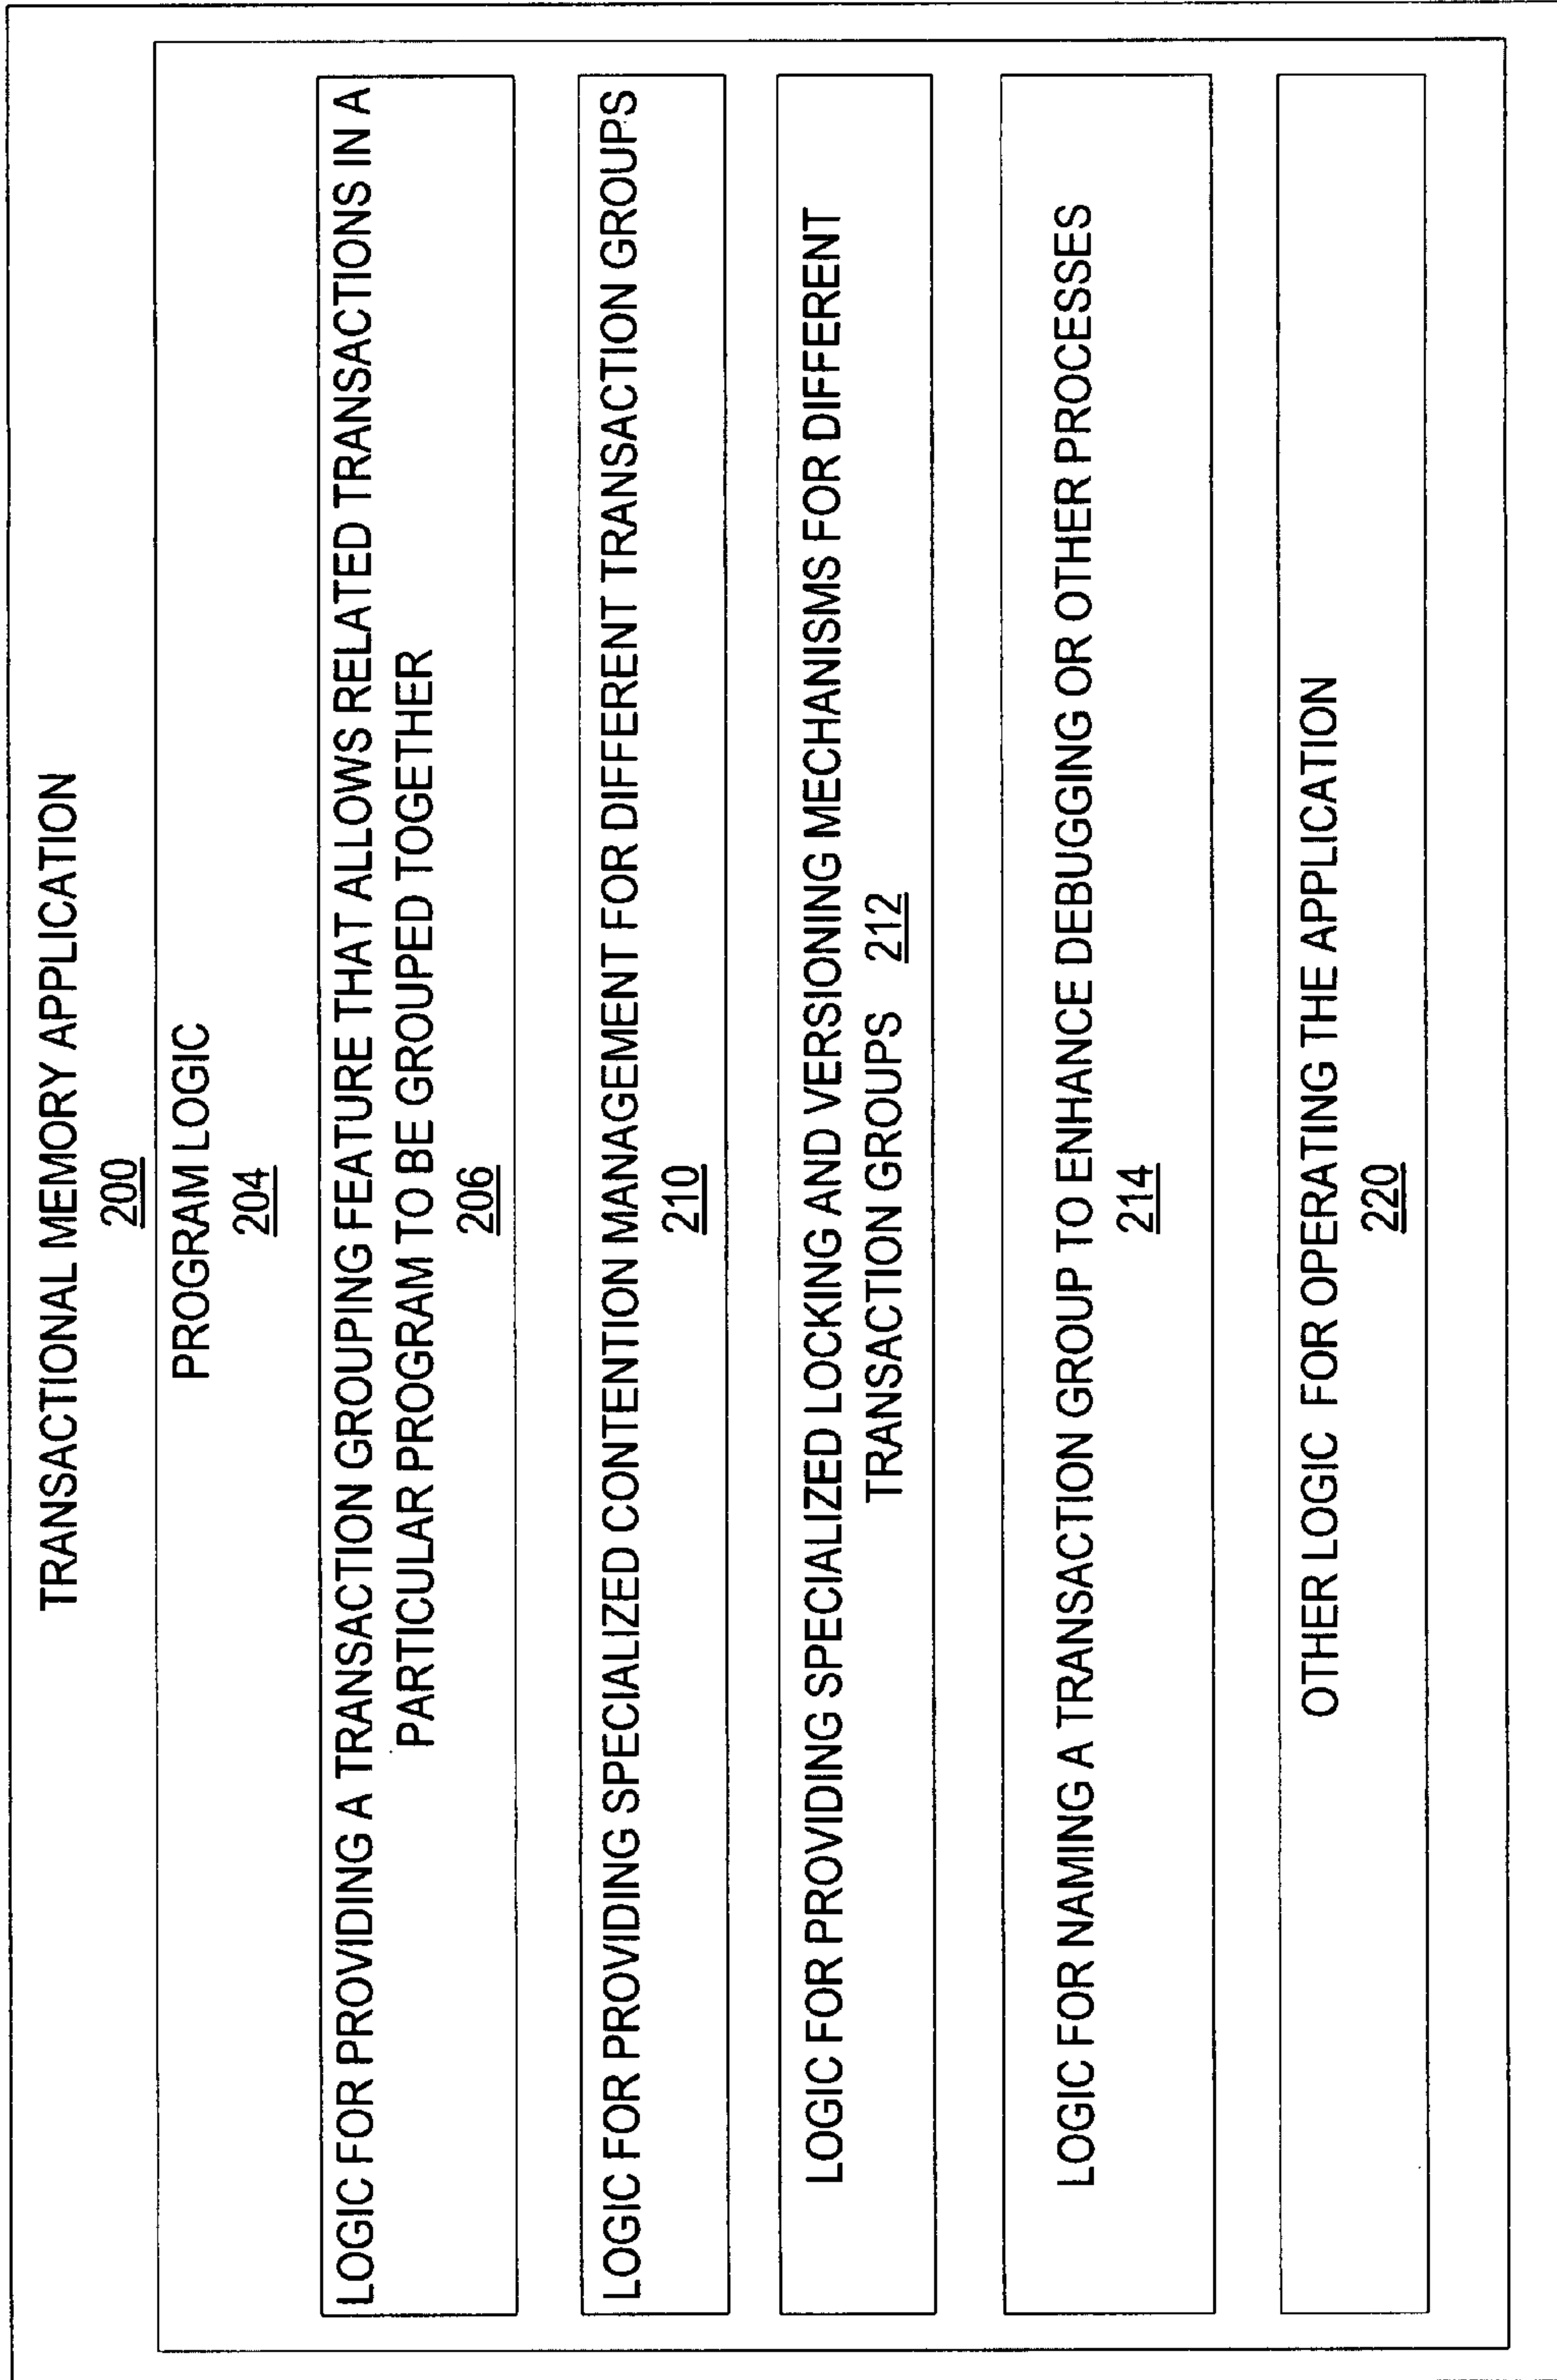 TRANSACTIONAL MEMORY APPLICATION
200
PROGRAM LOGIC
204
LOGIC FOR PROVIDING A TRANSACTION GROUPING FEATURE THAT ALLOWS RELATED TRANSACTIONS IN A
PARTICULAR PROGRAM TO BE GROUPED TOGETHER
206
LOGIC FOR PROVIDING SPECIALIZED CONTENTION MANAGEMENT FOR DIFFERENT TRANSACTION GROUPS
210
LOGIC FOR PROVIDING SPECIALIZED LOCKING AND VERSIONING MECHANISMS FOR DIFFERENT
TRANSACTION GROUPS 212
LOGIC FOR NAMING A TRANSACTION GROUP TO ENHANCE DEBUGGING OR OTHER PROCESSES
214
OTHER LOGIC FOR OPERATING THE APPLICATION
220